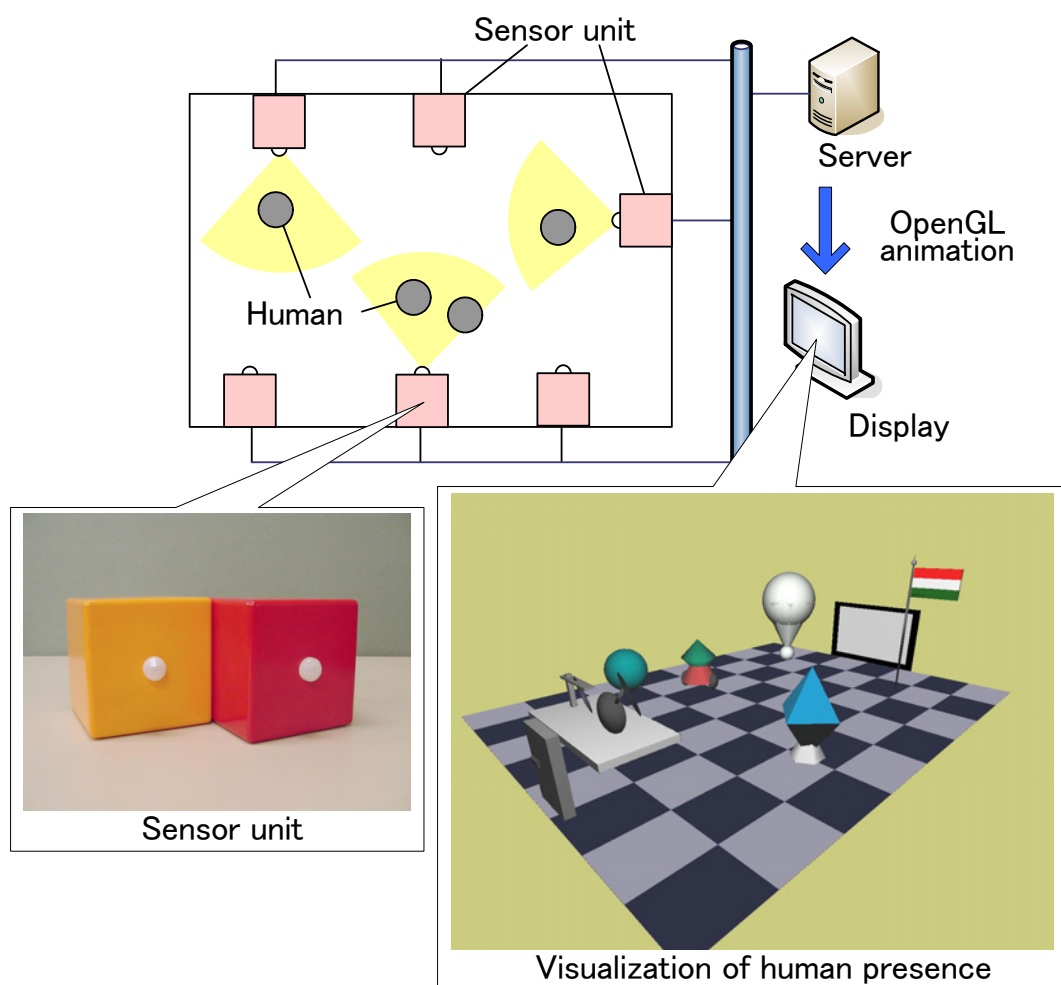 Sensor unit
Server
OpenGL
animation
Human
Display
Sensor unit
Visualization of human presence